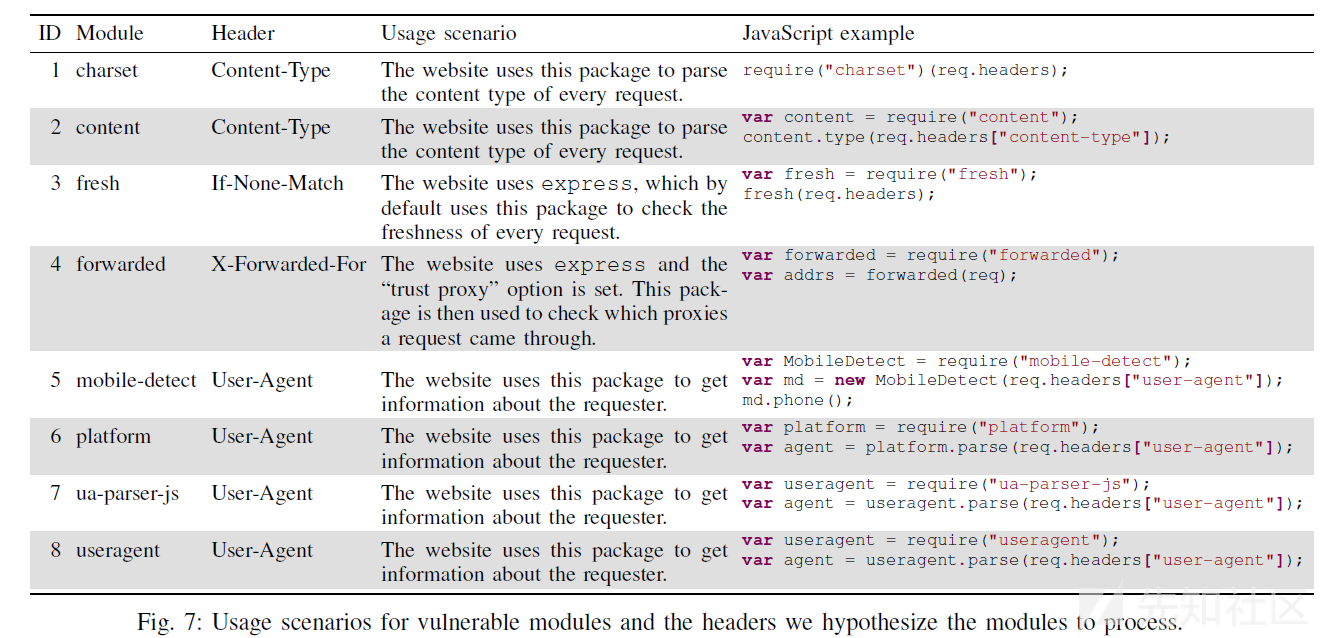 ID Module Header Usage scenario JavaScript example
1 charset Content-Type The website uses this package to parse require("charset")(req.headers);
the content type of every request.
2 content Content-Type The website uses this package to parse var content = require("content");
the content type of every request. content.type(req.headers["content-type"]);
3 fresh If-None-Match The website uses express, which by var fresh = require("fresh");
default uses this package to check the fresh(req.headers);
freshness of every request.
4 forwarded X-Forwarded-For The website uses express and the var forwarded = require("forwarded");
"trust proxy" option is set. This pack- var addrs = forwarded(req);
age is then used to check which proxies
a request came through.
5 mobile-detect User-Agent The website uses this package to get var MobileDetect = require("mobile-detect");
information about the requester. var md = new MobileDetect(req.headers["user-agent"]);
md.phone();
6 platform User-Agent The website uses this package to get var platform = require("platform");
information about the requester. var agent = platform.parse(req.headers["user-agent"]);
7 ua-parser-js User-Agent The website uses this package to get var useragent = require("ua-parser-js");
information about the requester. var agent = useragent.parse(req.headers["user-agent"]);
8 useragent User-Agent The website uses this package to get var useragent = require("useragent");
information about the requester. var agent = useragent.parse(req.headers["user-agent"]);
Fig. 7: Usage scenarios for vulnerable modules and the headers we hypothesize the modules to process.
先知社区